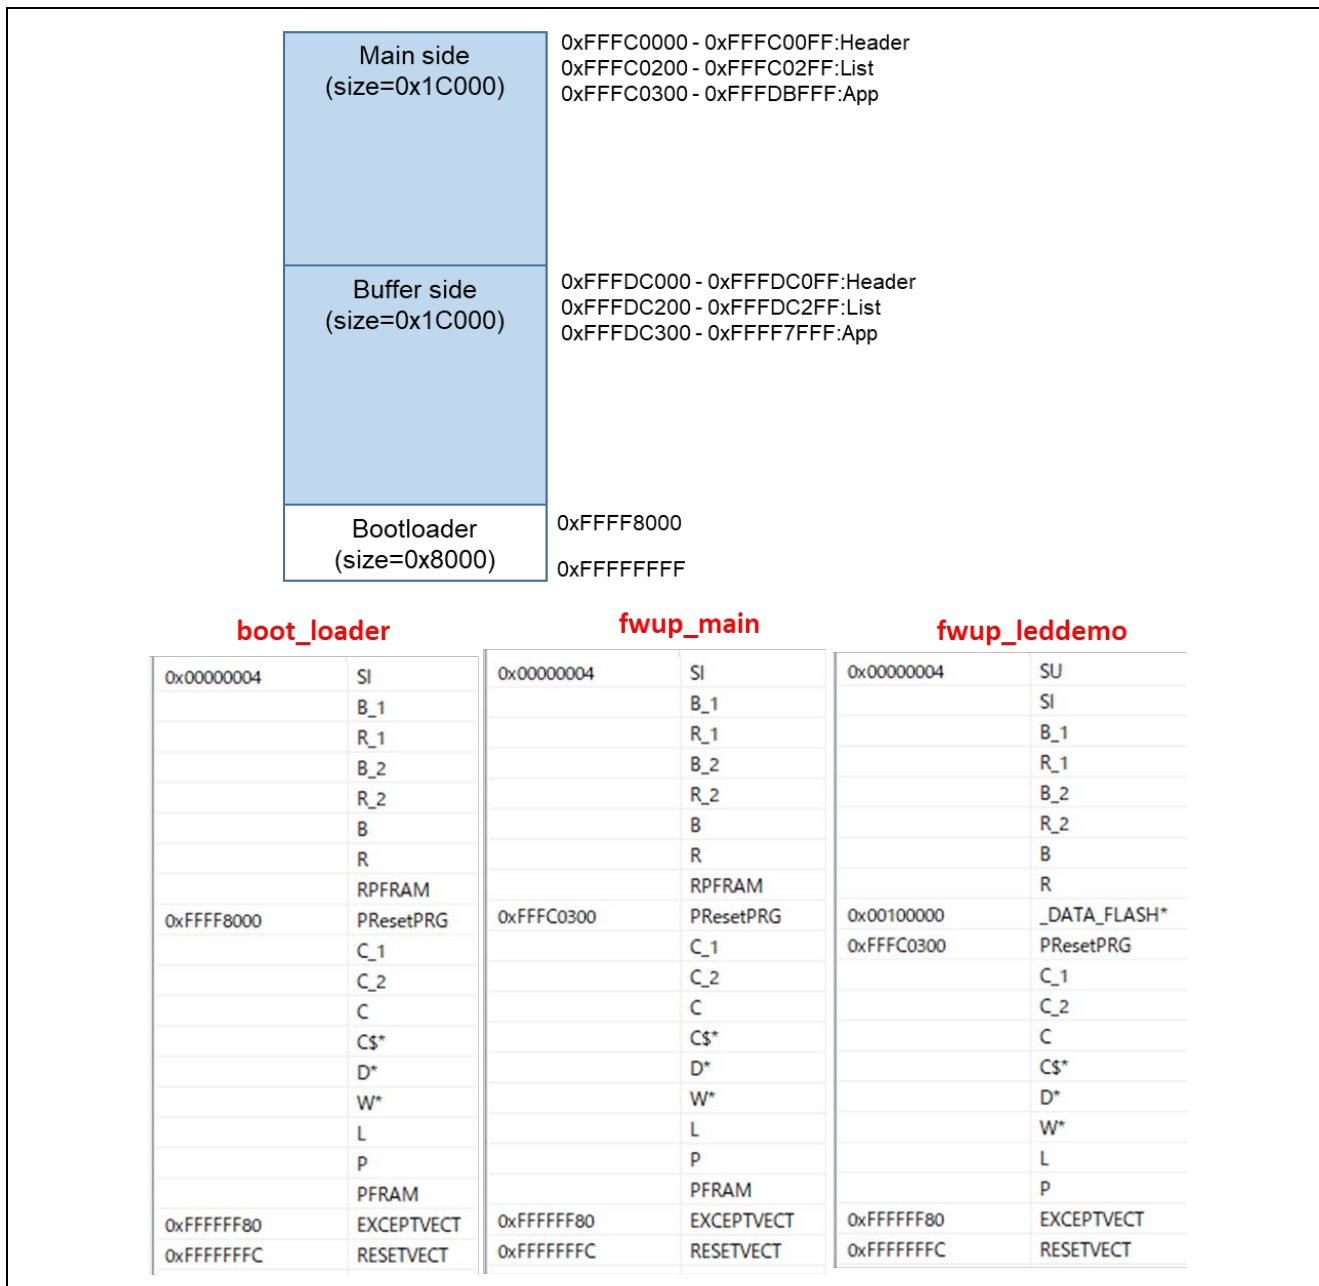 Main side
(size=0x1C000)
0xFFFC0000 - 0xFFFC00FF:Header
0xFFFC0200 - 0xFFFC02FF:List
0xFFFC0300 - 0xFFFDBFFF:App
Buffer side
(size=0x1C000)
0xFFFDC000 - 0xFFFDC0FF:Header
0xFFFDC200 - 0xFFFDC2FF:List
0xFFFDC300 - 0xFFFF7FFF:App
Bootloader
(size=0x8000)
0xFFFF8000
0xFFFFFFFF
boot_loader
0x00000004 SI
B_1
R_1
B_2
R_2
B
R
RPFRAM
0xFFFF8000 PResetPRG
C_1
C_2
C
C$*
D*
W*
L
P
PFRAM
0xFFFFFF80 EXCEPTVECT
0xFFFFFFFC RESETVECT
fwup_main
0x00000004 SI
B_1
R_1
B_2
R_2
B
R
RPFRAM
0xFFFC0300 PResetPRG
C_1
C_2
C
C$*
D*
W*
L
P
PFRAM
0xFFFFFF80 EXCEPTVECT
0xFFFFFFFC RESETVECT
fwup_leddemo
0x00000004 SU
SI
B_1
R_1
B_2
R_2
B
R
0x00100000 _DATA_FLASH*
0xFFFC0300 PResetPRG
C_1
C_2
C
C$*
D*
W*
L
P
0xFFFFFF80 EXCEPTVECT
0xFFFFFFFC RESETVECT